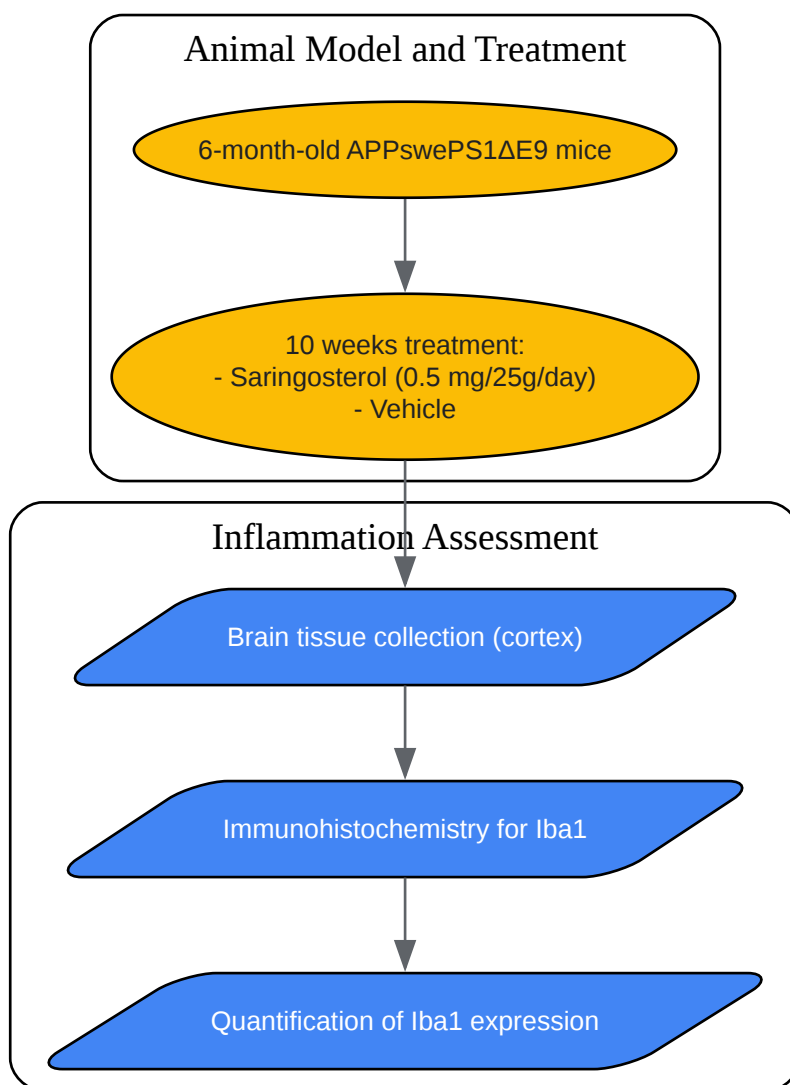 Animal Model and Treatment
6-month-old APPswePS1ΔE9 mice
10 weeks treatment:
- Saringosterol (0.5 mg/25g/day)
- Vehicle
Inflammation Assessment
Brain tissue collection (cortex)
Immunohistochemistry for Iba1
Quantification of Iba1 expression